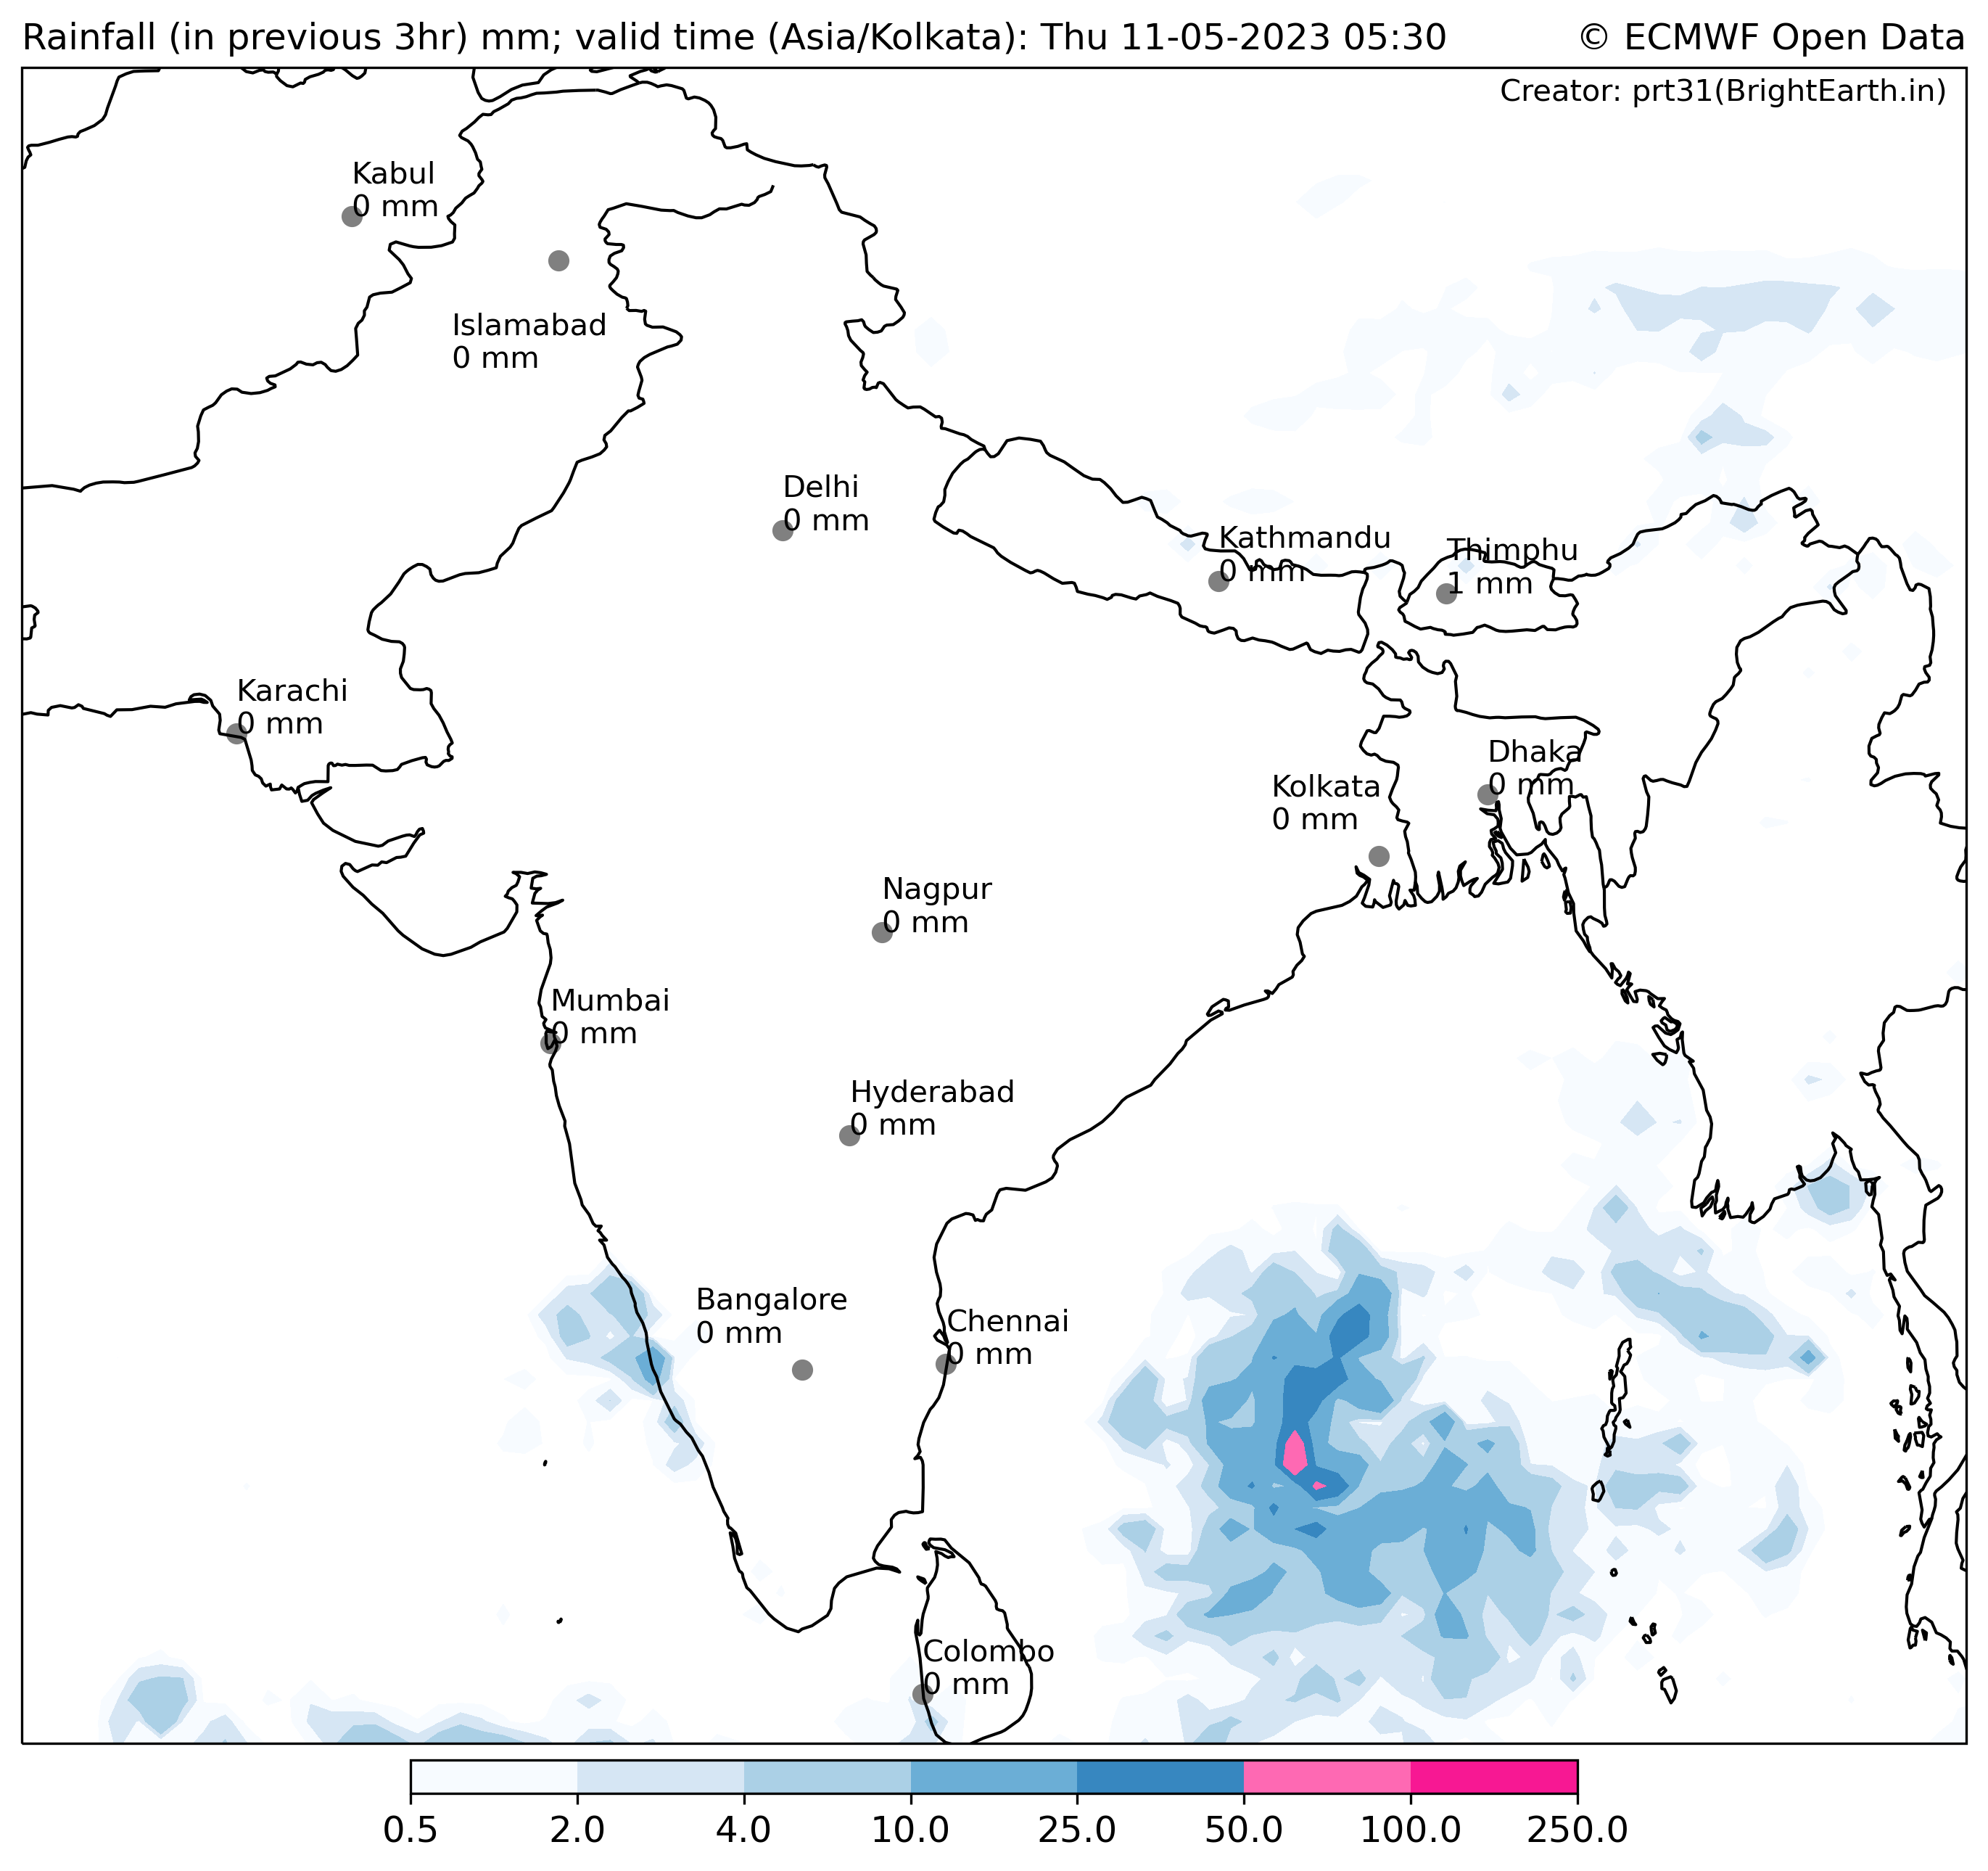 Rainfall (in previous 3hr) mm; valid time (Asia/Kolkata): Thu 11-05-2023 05:30
© ECMWF Open Data
Creator: prt31(BrightEarth.in)
Kabul
0 mm
Islamabad
0 mm
Delhi
0 mm
Kathmandu
0 mm
Thimphu
1 mm
Karachi
0 mm
Dhaka
0 mm
Kolkata
0 mm
Nagpur
0 mm
Mumbai
0 mm
Hyderabad
0 mm
Bangalore
0 mm
Chennai
0 mm
Colombo
0 mm
0.5 2.0 4.0 10.0 25.0 50.0 100.0 250.0